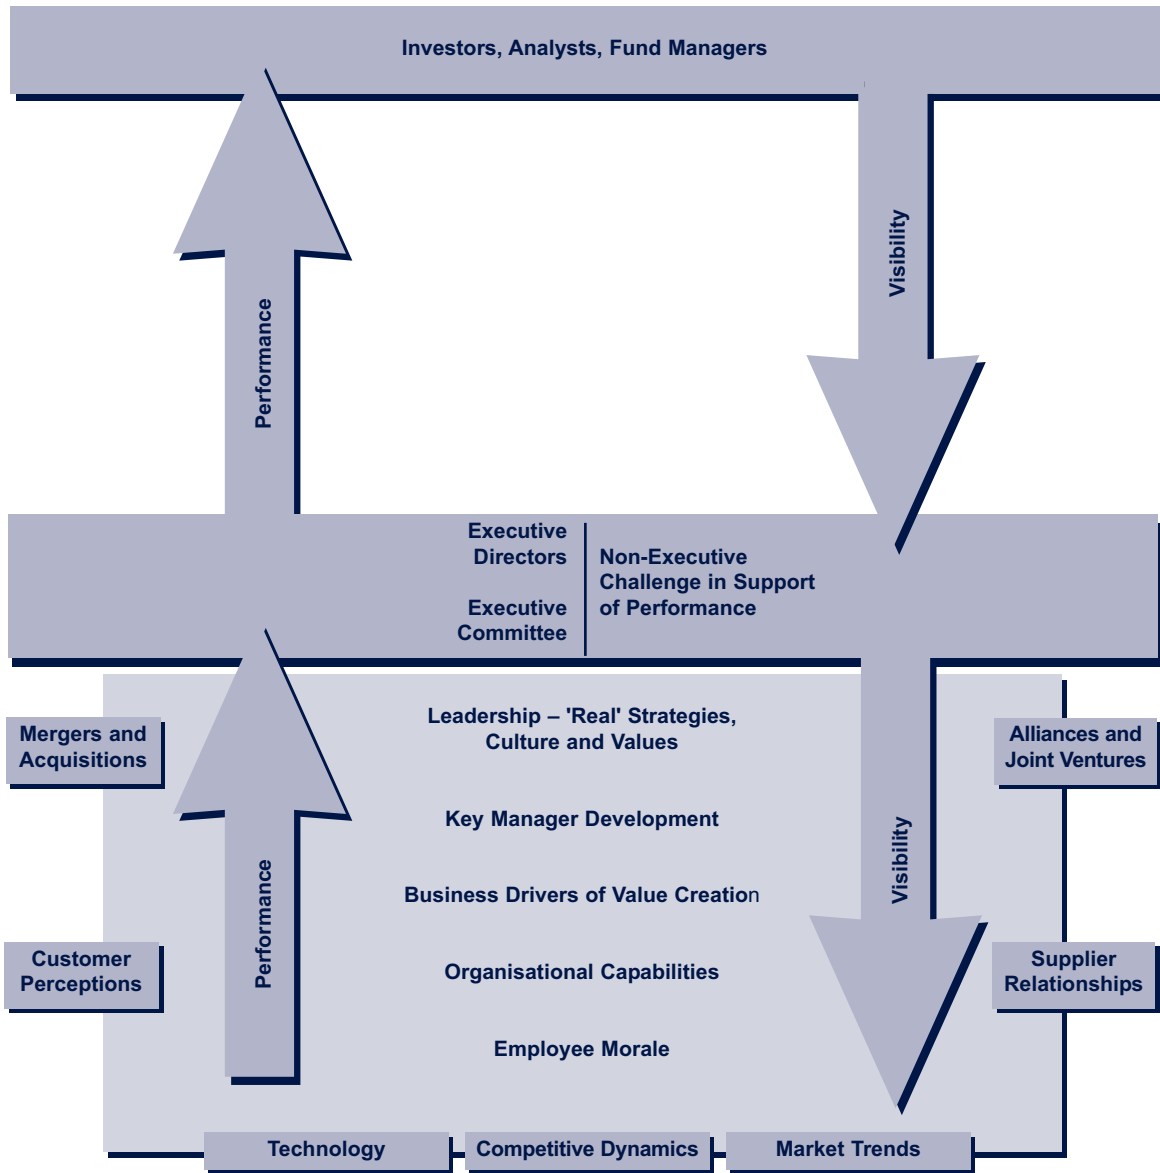 Investors, Analysts, Fund Managers
Visibility
Performance
Executive
Directors
Executive
Committee
Non-Executive
Challenge in Support
of Performance
Mergers and
Acquisitions
Leadership – 'Real' Strategies,
Culture and Values
Alliances and
Joint Ventures
Key Manager Development
Visibility
Performance
Business Drivers of Value Creation
Customer
Perceptions
Organisational Capabilities
Supplier
Relationships
Employee Morale
Technology
Competitive Dynamics
Market Trends